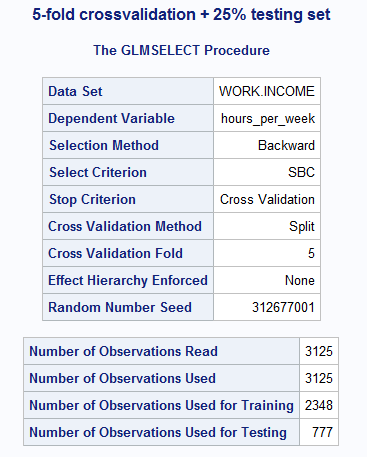 5-fold crossvalidation + 25% testing set
The GLMSELECT Procedure
Data Set WORK.INCOME
Dependent Variable hours_per_week
Selection Method Backward
Select Criterion SBC
Stop Criterion Cross Validation
Cross Validation Method Split
Cross Validation Fold 5
Effect Hierarchy Enforced None
Random Number Seed 312677001
Number of Observations Read 3125
Number of Observations Used 3125
Number of Observations Used for Training 2348
Number of Observations Used for Testing 777